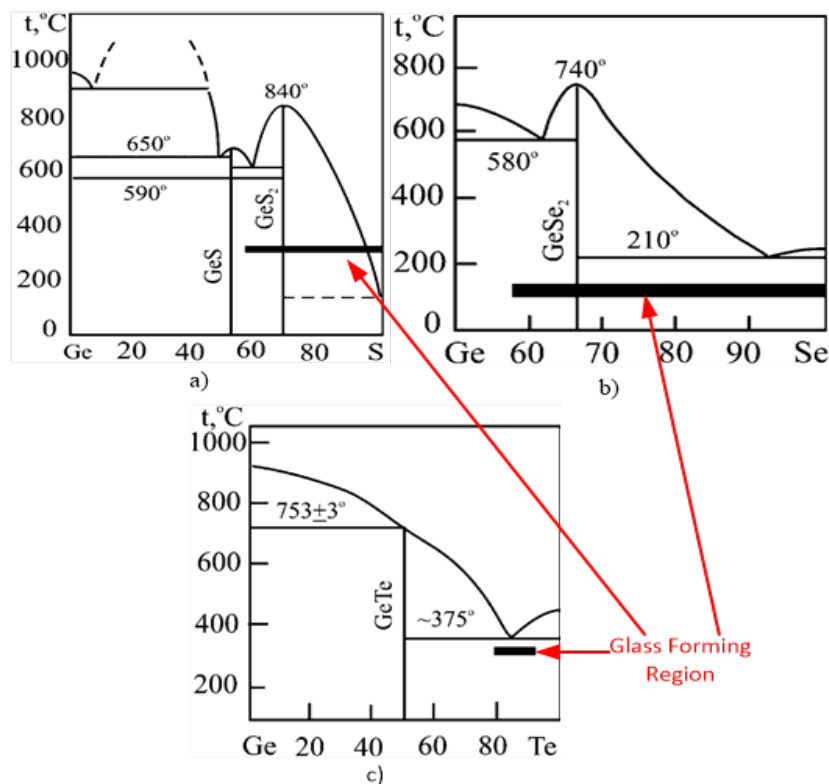 t,°C
1000
800
600
400
200
0
840°
650°
590°
GeS
GeS₂
Ge 20 40 60 80 S
a)
t,°C
800
600
400
200
0
740°
580°
210°
GeSe₂
Ge 60 70 80 90 Se
b)
t,°C
1000
800
600
400
200
753±3°
~375°
GeTe
Ge 20 40 60 80 Te
c)
Glass Forming
Region